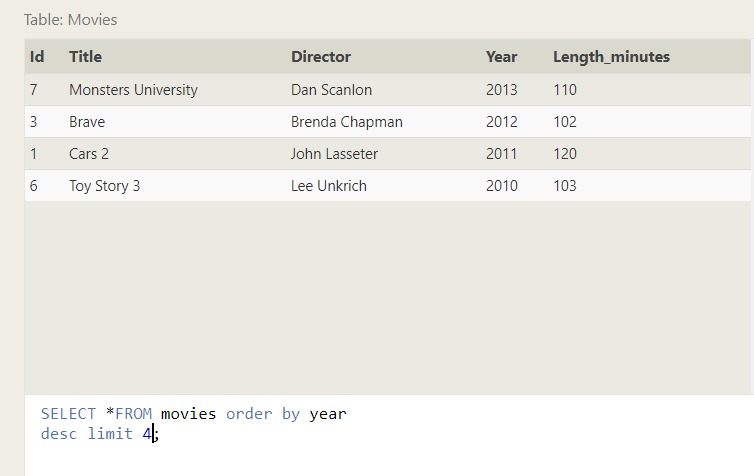 Table: Movies
Id Title Director Year Length_minutes
7 Monsters University Dan Scanlon 2013 110
3 Brave Brenda Chapman 2012 102
1 Cars 2 John Lasseter 2011 120
6 Toy Story 3 Lee Unkrich 2010 103
SELECT *FROM movies order by year
desc limit 4;